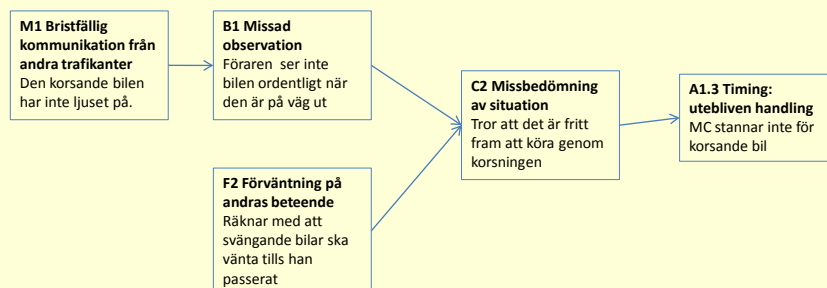 M1 Bristfällig
kommunikation från
andra trafikanter
Den korsande bilen
har inte ljuset på.
B1 Missad
observation
Föraren ser inte
bilen ordentligt när
den är på väg ut
F2 Förväntning på
andras beteende
Räknar med att
svängande bilar ska
vänta tills han
passerat
C2 Missbedömning
av situation
Tror att det är fritt
fram att köra genom
korsningen
A1.3 Timing:
utebliven handling
MC stannar inte för
korsande bil